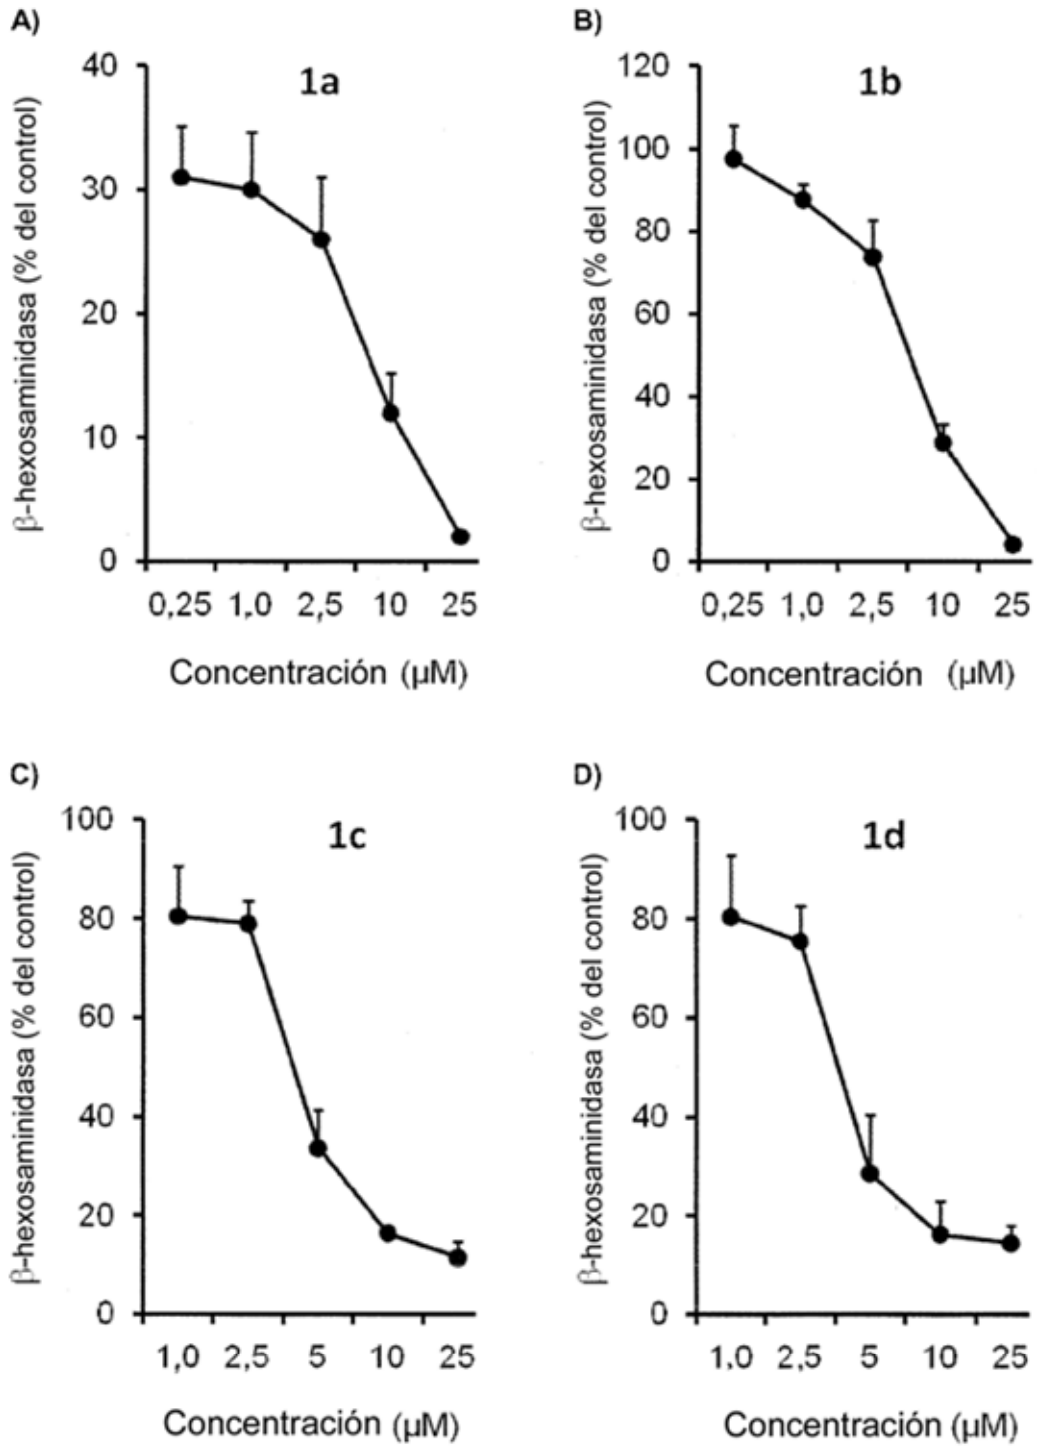 A)
1a
β-hexosaminidasa (% del control)
40
30
20
10
0
0,25 1,0 2,5 10 25
Concentración (μM)
B)
1b
β-hexosaminidasa (% del control)
120
100
80
60
40
20
0
0,25 1,0 2,5 10 25
Concentración (μM)
C)
1c
β-hexosaminidasa (% del control)
100
80
60
40
20
0
1,0 2,5 5 10 25
Concentración (μM)
D)
1d
β-hexosaminidasa (% del control)
100
80
60
40
20
0
1,0 2,5 5 10 25
Concentración (μM)